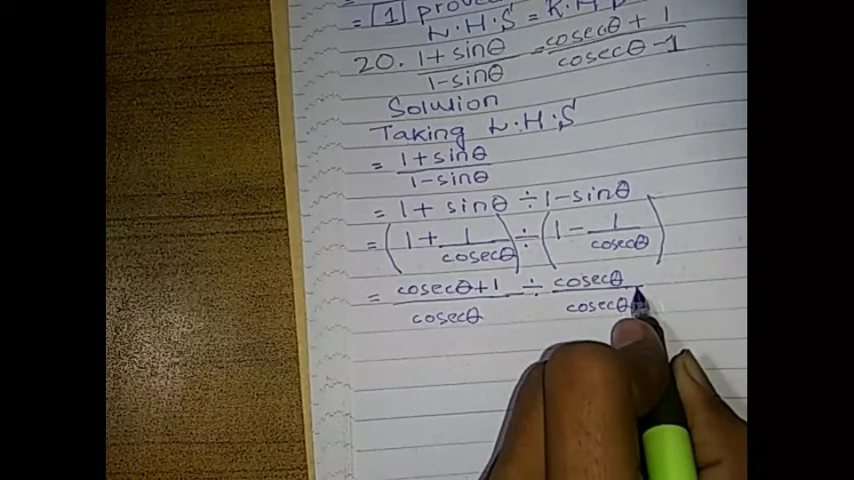 = 1 proved
L.H.S = R.H.S
20. (1+sinθ)/(1-sinθ) = (cosecθ+1)/(cosecθ-1)
Solution
Taking L.H.S
= (1+sinθ)/(1-sinθ)
= 1+ sinθ ÷ 1-sinθ
= (1+ 1/cosecθ) ÷ (1- 1/cosecθ)
= (cosecθ+1)/cosecθ ÷ cosecθ/cosecθ